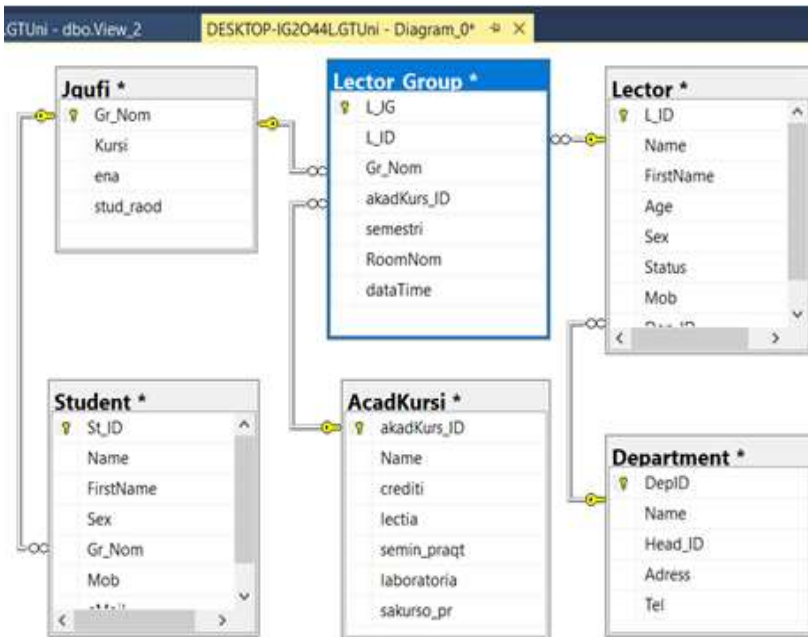 .GTUni - dbo.View_2
DESKTOP-IG2O44L.GTUni - Diagram_0*
Jgufi *
Gr_Nom
Kursi
ena
stud_raod
Lector_Group *
L_JG
L_ID
Gr_Nom
akadKurs_ID
semestri
RoomNom
dataTime
Lector *
L_ID
Name
FirstName
Age
Sex
Status
Mob
Student *
St_ID
Name
FirstName
Sex
Gr_Nom
Mob
AcadKursi *
akadKurs_ID
Name
crediti
lectia
semin_praqt
laboratoria
sakurso_pr
Department *
DepID
Name
Head_ID
Adress
Tel